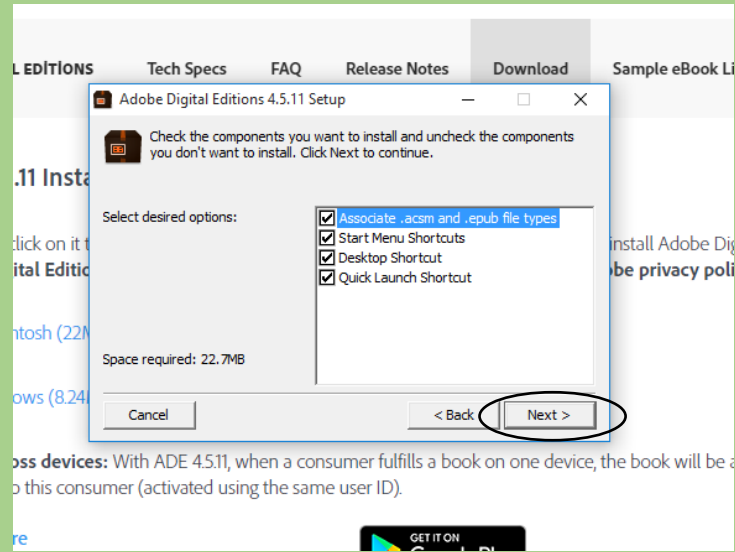 L EDİTİONS Tech Specs FAQ Release Notes Download Sample eBook Li
Adobe Digital Editions 4.5.11 Setup
Check the components you want to install and uncheck the components
you don't want to install. Click Next to continue.
.11 Insta
Select desired options:
Associate .acsm and .epub file types
Start Menu Shortcuts
Desktop Shortcut
Quick Launch Shortcut
click on it t
install Adobe Dig
ital Editio
be privacy poli
ntosh (22M
Space required: 22.7MB
ows (8.24
Cancel < Back Next >
oss devices: With ADE 4.5.11, when a consumer fulfills a book on one device, the book will be a
o this consumer (activated using the same user ID).
re
GET IT ON